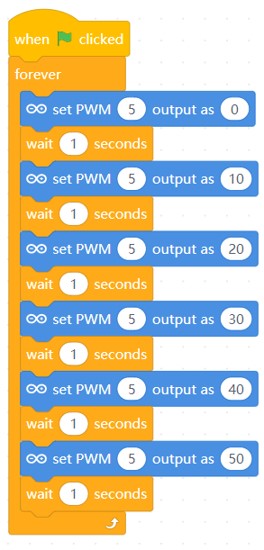 when clicked
forever
set PWM 5 output as 0
wait 1 seconds
set PWM 5 output as 10
wait 1 seconds
set PWM 5 output as 20
wait 1 seconds
set PWM 5 output as 30
wait 1 seconds
set PWM 5 output as 40
wait 1 seconds
set PWM 5 output as 50
wait 1 seconds